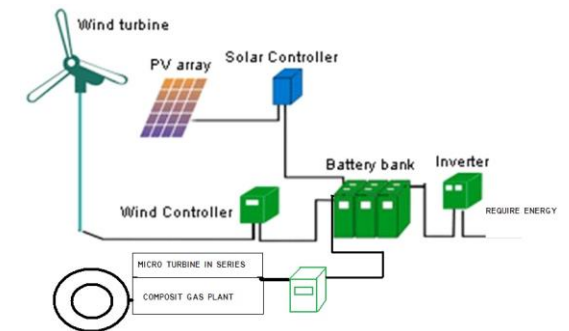 Wind turbine
PV array
Solar Controller
Battery bank
Inverter
Wind Controller
REQUIRE ENERGY
MICRO TURBINE IN SERIES
COMPOSIT GAS PLANT